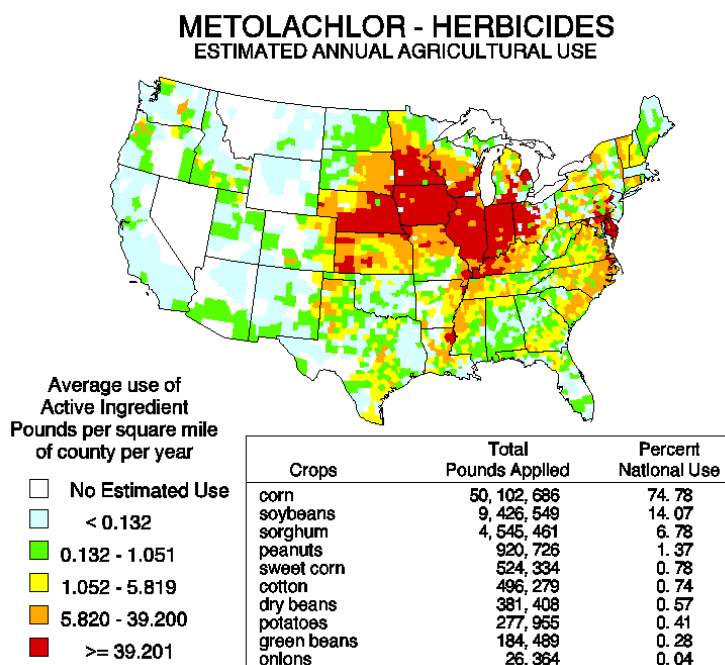 METOLACHLOR - HERBICIDES
ESTIMATED ANNUAL AGRICULTURAL USE
Average use of
Active Ingredient
Pounds per square mile
of county per year
No Estimated Use
< 0.132
0.132 - 1.051
1.052 - 5.819
5.820 - 39.200
>= 39.201
Total Percent
Crops Pounds Applied National Use
corn 50, 102, 686 74. 78
soybeans 9, 426, 549 14. 07
sorghum 4, 545, 461 6. 78
peanuts 920, 726 1. 37
sweet corn 524, 334 0. 78
cotton 496, 279 0. 74
dry beans 381, 408 0. 57
potatoes 277, 955 0. 41
green beans 184, 489 0. 28
onions 26, 364 0. 04